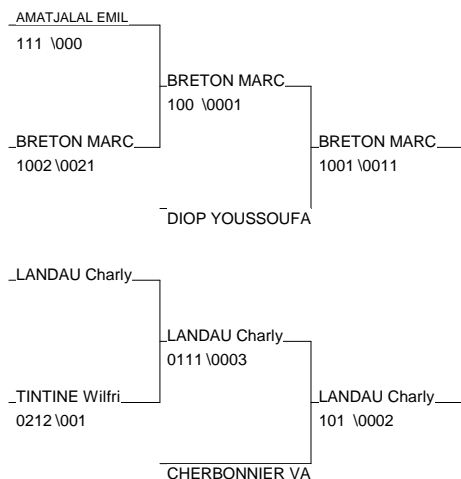 AMATJALAL EMIL
111 \000
BRETON MARC
100 \0001
BRETON MARC
1002 \0021
BRETON MARC
1001 \0011
DIOP YOUSSOUFA
LANDAU Charly
LANDAU Charly
0111 \0003
TINTINE Wilfri
0212 \001
LANDAU Charly
101 \0002
CHERBONNIER VA